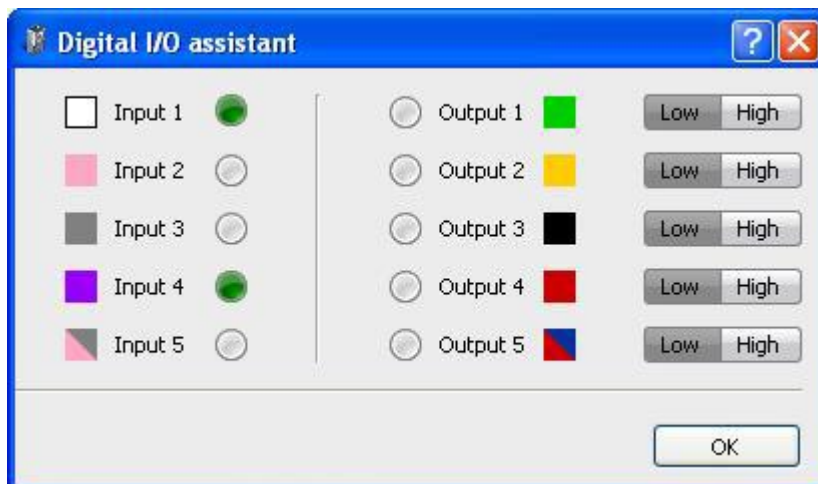 Digital I/O assistant
?
Input 1 Output 1 Low High
Input 2 Output 2 Low High
Input 3 Output 3 Low High
Input 4 Output 4 Low High
Input 5 Output 5 Low High
OK